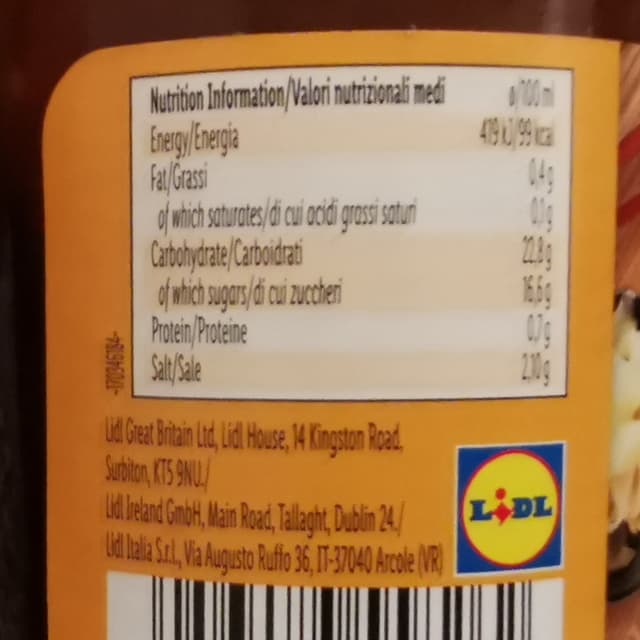 Nutrition Information/Valori nutrizionali medi ø/100 ml
Energy/Energia 419 kJ/99 kcal
Fat/Grassi 0,4g
of which saturates/di cui acidi grassi saturi 0,1g
Carbohydrate/Carboidrati 22,8g
of which sugars/di cui zuccheri 16,6g
Protein/Proteine 0,7g
Salt/Sale 2,10g
-170346184-
Lidl Great Britain Ltd, Lidl House, 14 Kingston Road,
Surbiton, KT5 9NU./
Lidl Ireland GmbH, Main Road, Tallaght, Dublin 24./
Lidl Italia S.r.l., Via Augusto Ruffo 36, IT-37040 Arcole (VR)
LIDL